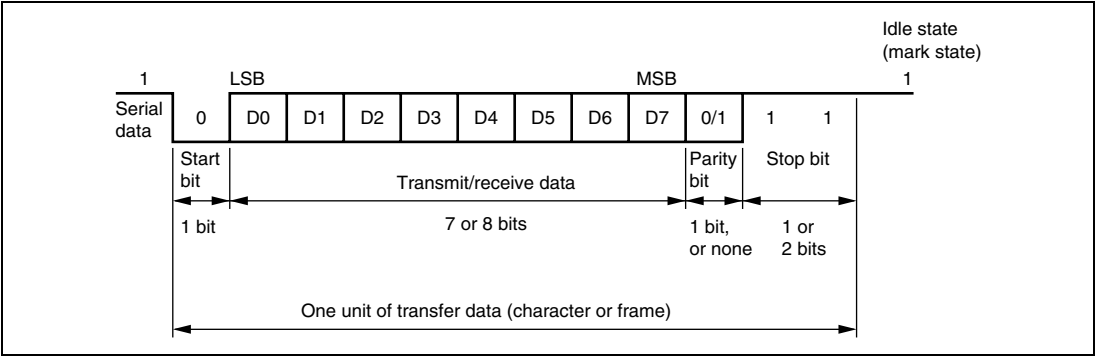 Idle state
(mark state)
1 LSB MSB 1
Serial
data
0 D0 D1 D2 D3 D4 D5 D6 D7 0/1 1 1
Start
bit
Transmit/receive data
Parity
bit
Stop bit
1 bit
7 or 8 bits
1 bit,
or none
1 or
2 bits
One unit of transfer data (character or frame)